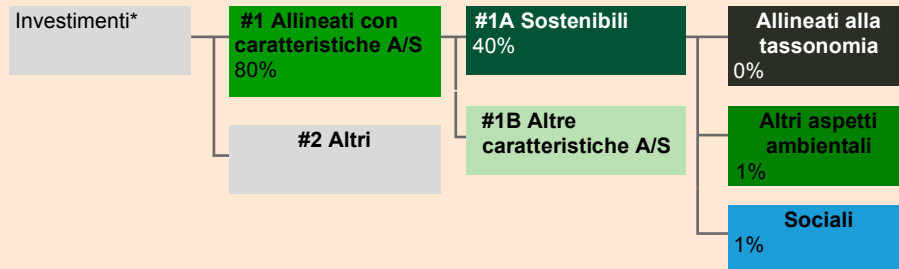 Investimenti*
#1 Allineati con
caratteristiche A/S
80%
#2 Altri
#1A Sostenibili
40%
#1B Altre
caratteristiche A/S
Allineati alla
tassonomia
0%
Altri aspetti
ambientali
1%
Sociali
1%